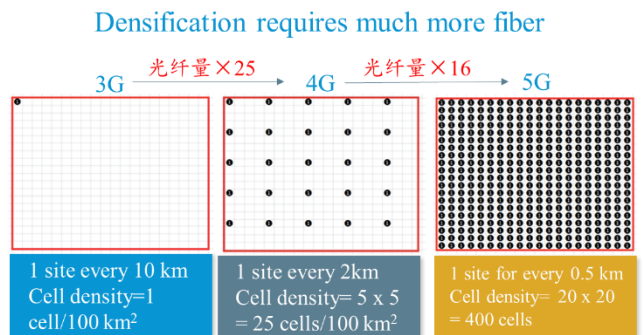 Densification requires much more fiber
3G 光纤量×25 4G 光纤量×16 5G
1 site every 10 km
Cell density=1
cell/100 km²
1 site every 2km
Cell density= 5 x 5
= 25 cells/100 km²
1 site for every 0.5 km
Cell density= 20 x 20
= 400 cells